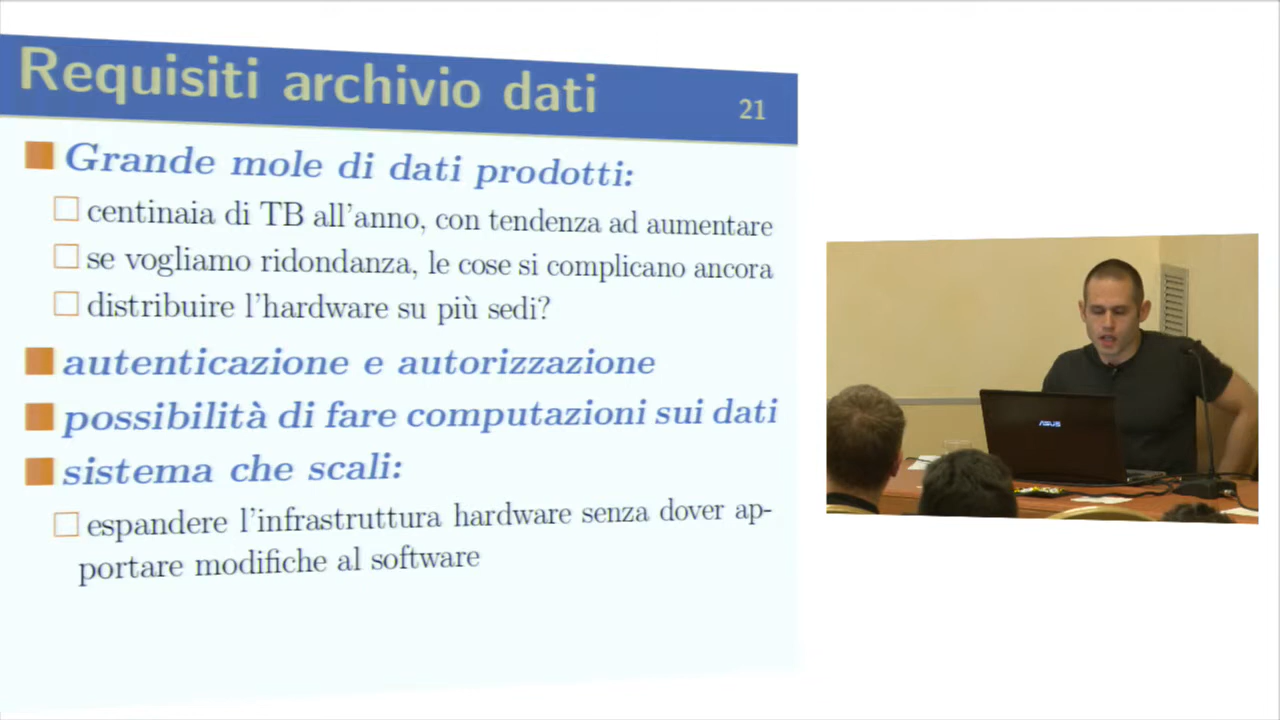 Requisiti archivio dati
21
Grande mole di dati prodotti:
centinaia di TB all'anno, con tendenza ad aumentare
se vogliamo ridondanza, le cose si complicano ancora
distribuire l'hardware su più sedi?
autenticazione e autorizzazione
possibilità di fare computazioni sui dati
sistema che scali:
espandere l'infrastruttura hardware senza dover ap-
portare modifiche al software
ASUS